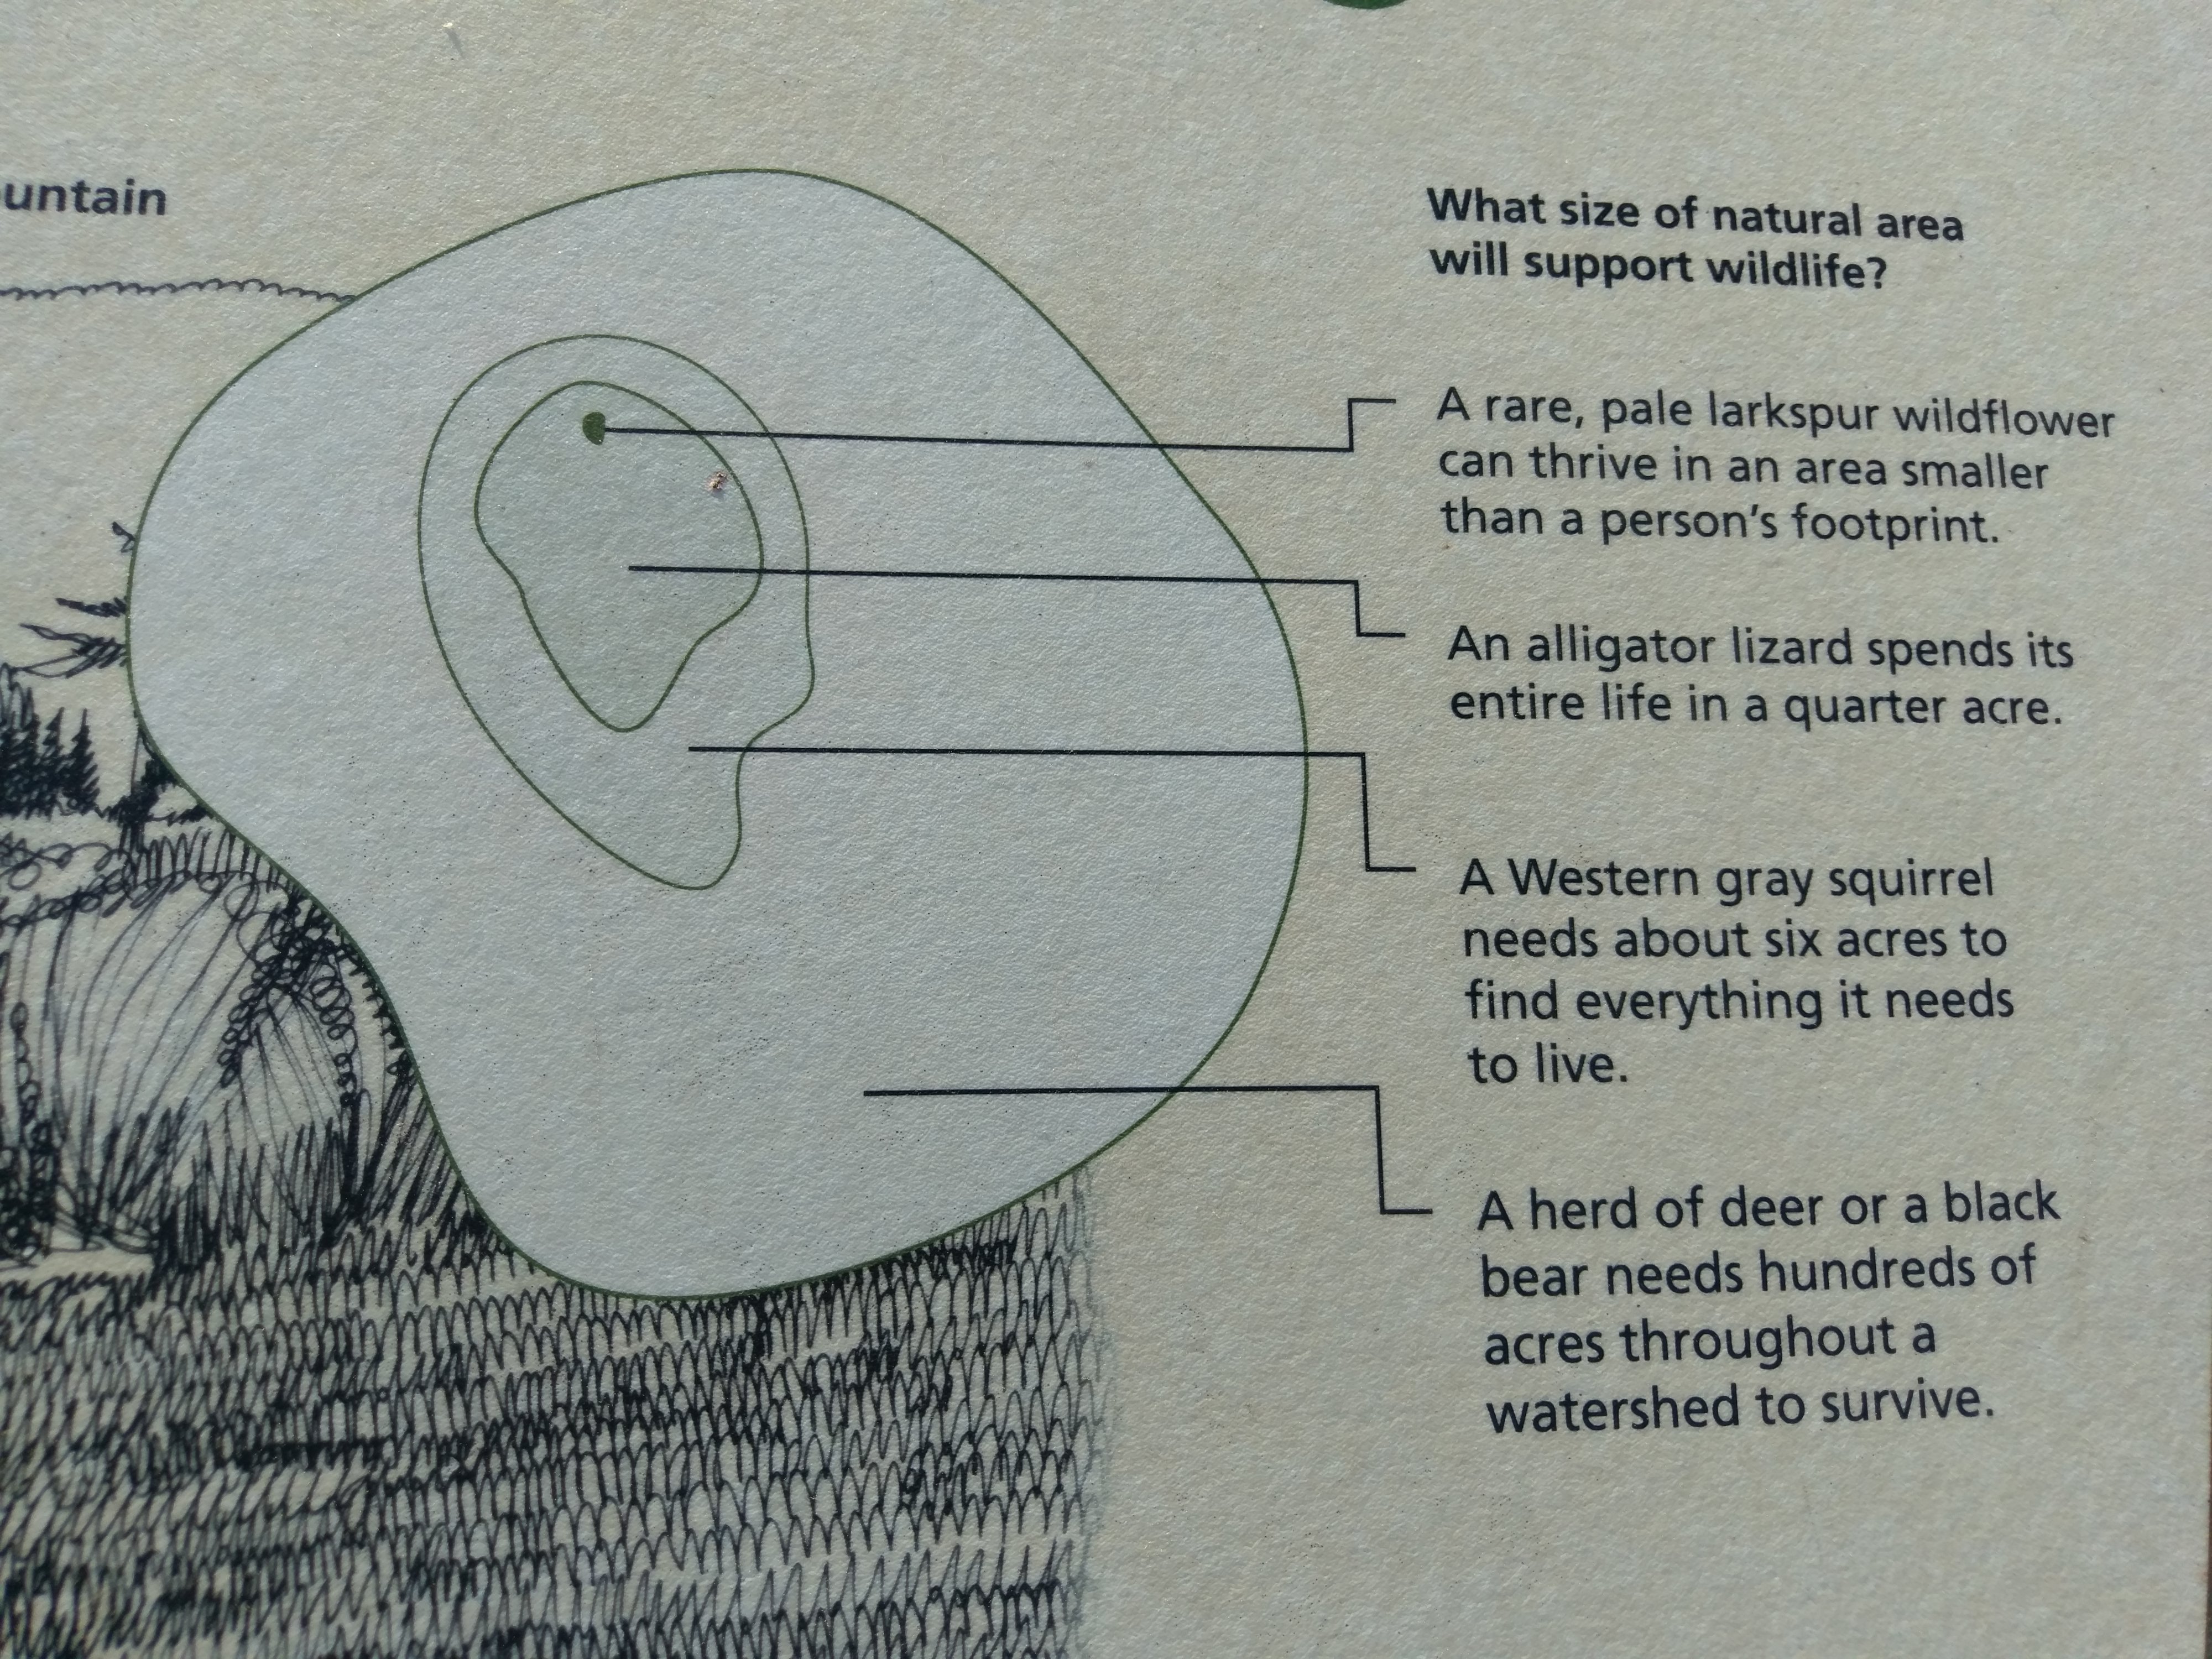 What size of natural area
will support wildlife?
A rare, pale larkspur wildflower
can thrive in an area smaller
than a person's footprint.
An alligator lizard spends its
entire life in a quarter acre.
A Western gray squirrel
needs about six acres to
find everything it needs
to live.
A herd of deer or a black
bear needs hundreds of
acres throughout a
watershed to survive.